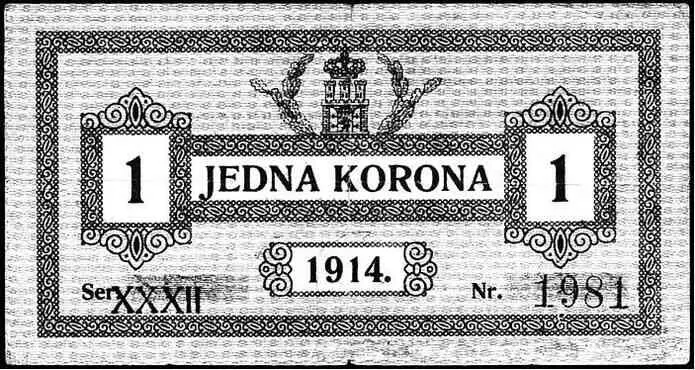 1 JEDNA KORONA 1
1914.
Ser. XXXII Nr. 1981